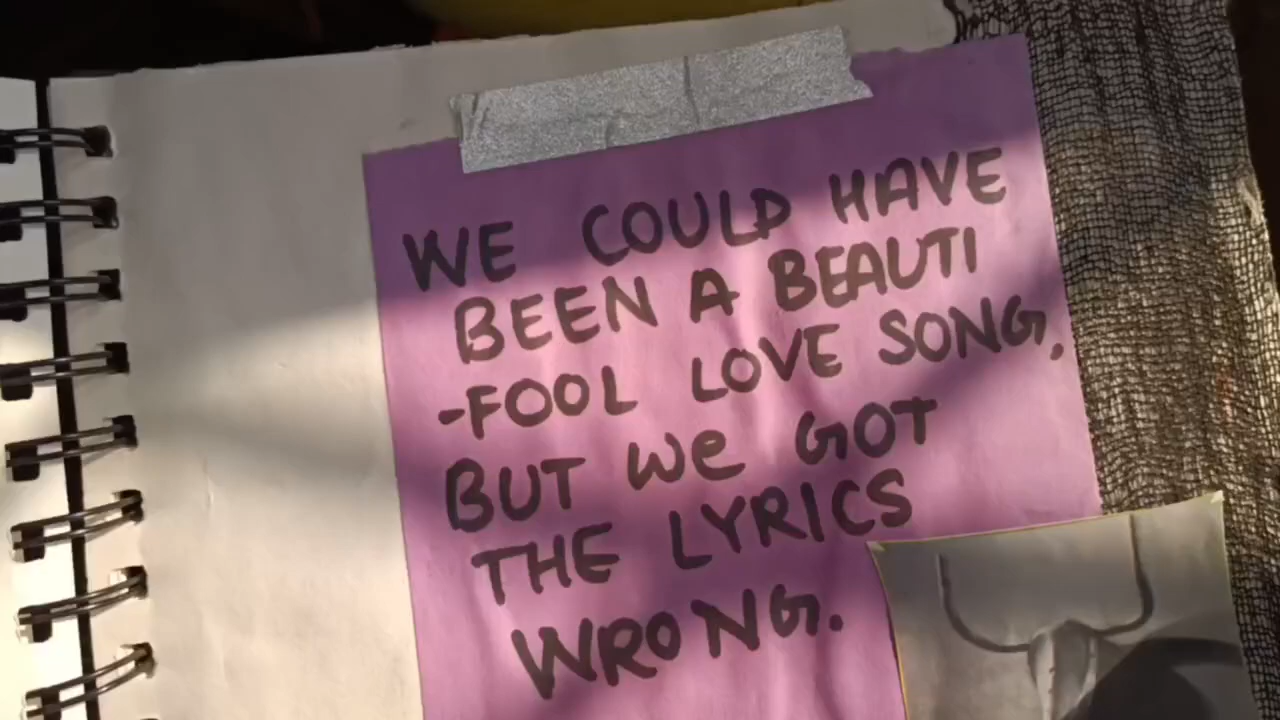 WE COULD HAVE
BEEN A BEAUTI
-FOOL LOVE SONG,
BUT We GOT
THE LYRICS
WRONG.